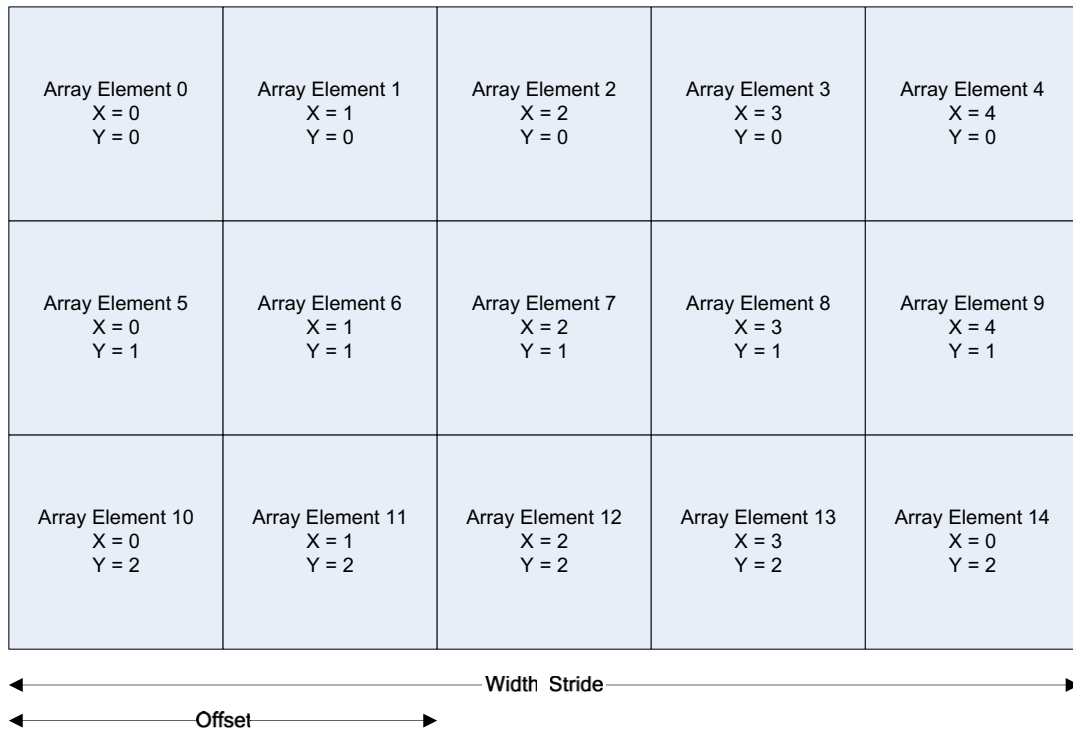 Array Element 0
X = 0
Y = 0
Array Element 1
X = 1
Y = 0
Array Element 2
X = 2
Y = 0
Array Element 3
X = 3
Y = 0
Array Element 4
X = 4
Y = 0
Array Element 5
X = 0
Y = 1
Array Element 6
X = 1
Y = 1
Array Element 7
X = 2
Y = 1
Array Element 8
X = 3
Y = 1
Array Element 9
X = 4
Y = 1
Array Element 10
X = 0
Y = 2
Array Element 11
X = 1
Y = 2
Array Element 12
X = 2
Y = 2
Array Element 13
X = 3
Y = 2
Array Element 14
X = 0
Y = 2
Width Stride
Offset